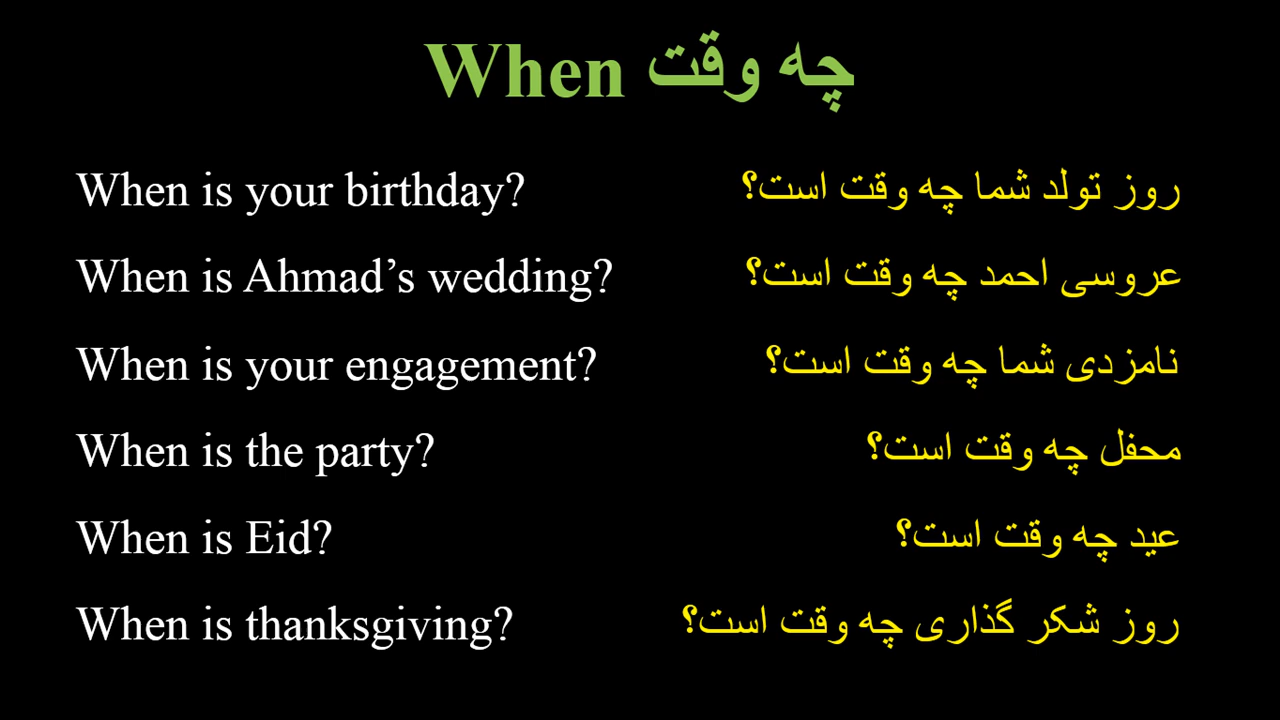 When چه وقت
When is your birthday? روز تولد شما چه وقت است؟
When is Ahmad’s wedding? عروسی احمد چه وقت است؟
When is your engagement? نامزدی شما چه وقت است؟
When is the party? محفل چه وقت است؟
When is Eid? عید چه وقت است؟
When is thanksgiving? روز شکر گذاری چه وقت است؟